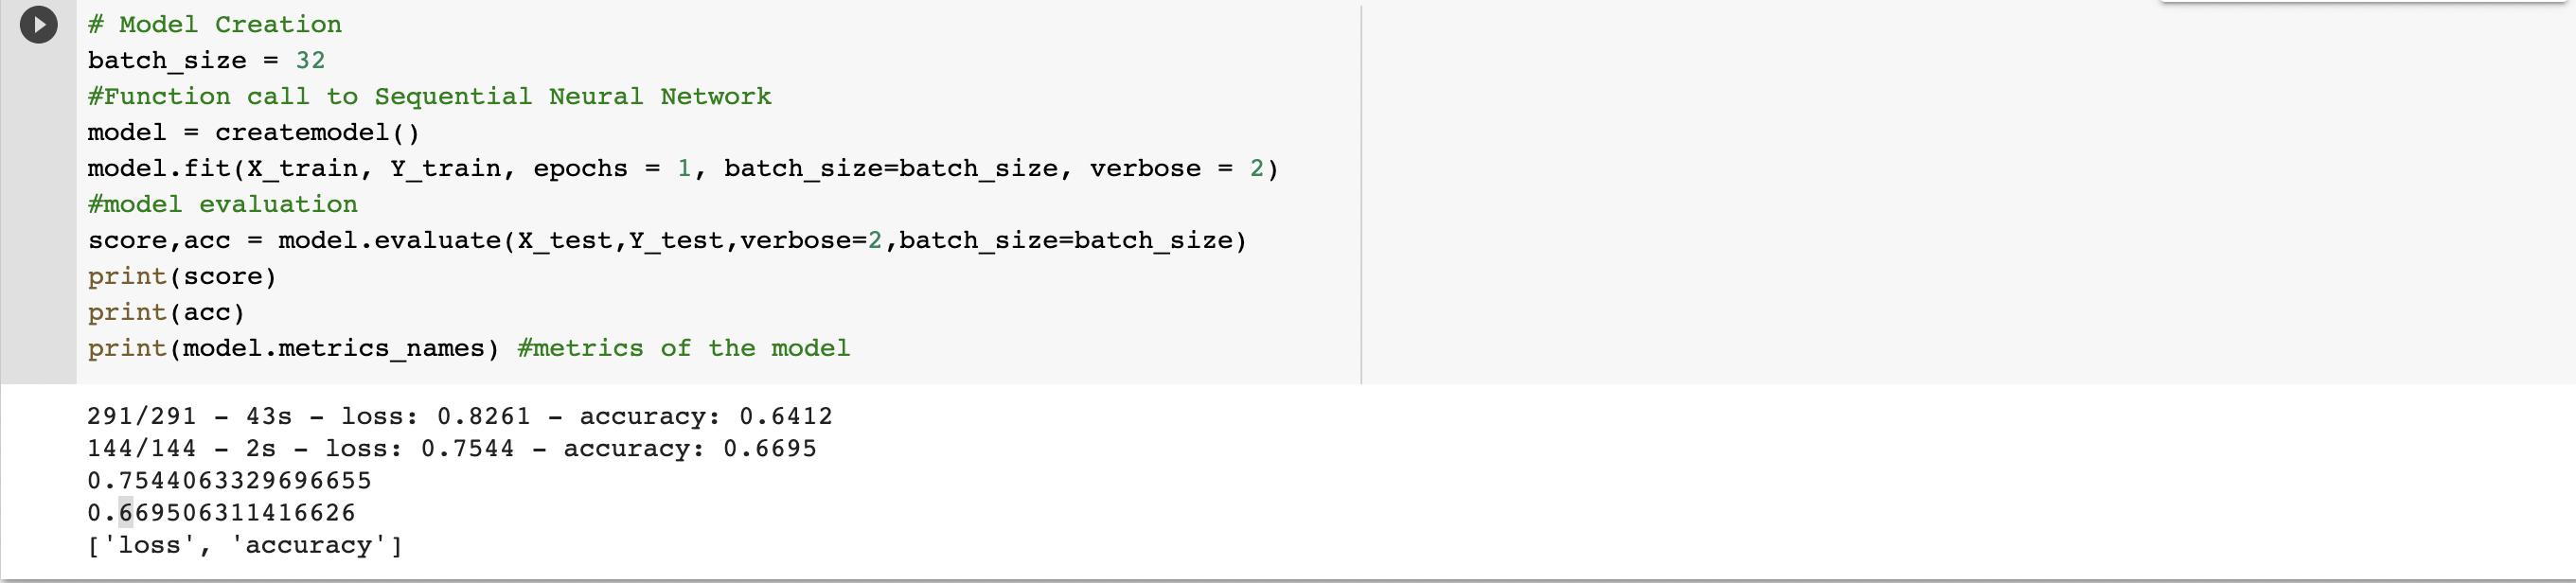 # Model Creation
batch_size = 32
#Function call to Sequential Neural Network
model = createmodel()
model.fit(X_train, Y_train, epochs = 1, batch_size=batch_size, verbose = 2)
#model evaluation
score,acc = model.evaluate(X_test,Y_test,verbose=2,batch_size=batch_size)
print(score)
print(acc)
print(model.metrics_names) #metrics of the model
291/291 - 43s - loss: 0.8261 - accuracy: 0.6412
144/144 - 2s - loss: 0.7544 - accuracy: 0.6695
0.7544063329696655
0.669506311416626
['loss', 'accuracy']